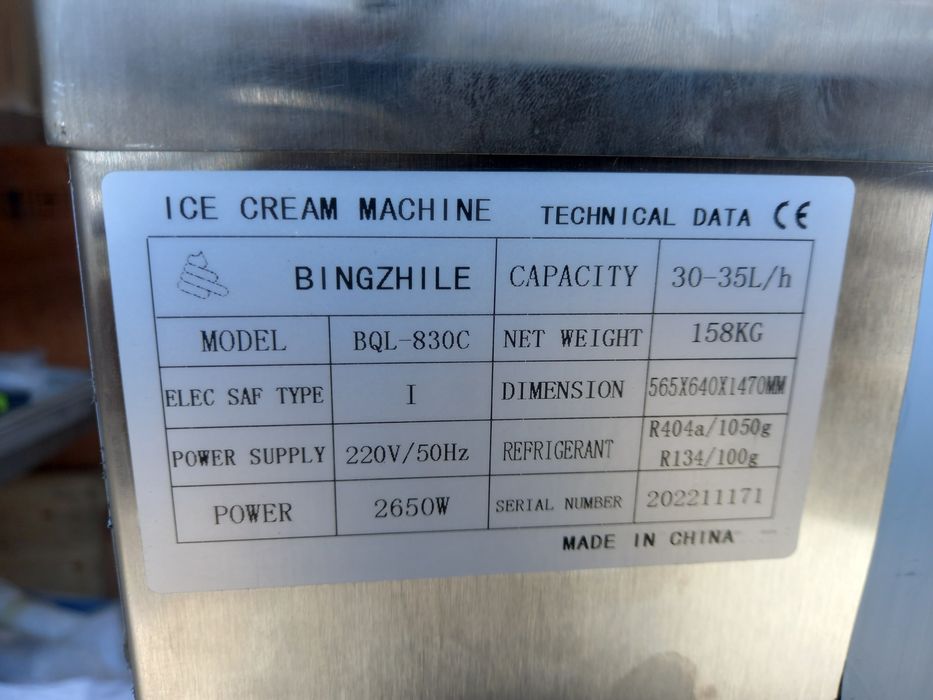 ICE CREAM MACHINE TECHNICAL DATA CE
BINGZHILE CAPACITY 30-35L/h
MODEL BQL-830C NET WEIGHT 158KG
ELEC SAF TYPE I DIMENSION 565X640X1470MM
POWER SUPPLY 220V/50Hz REFRIGERANT R404a/1050g
R134/100g
POWER 2650W SERIAL NUMBER 202211171
MADE IN CHINA